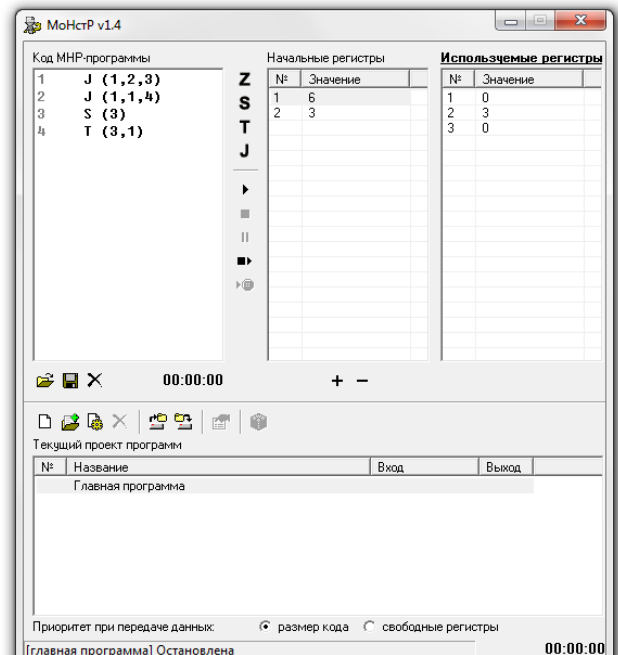 МоНстР v1.4
Код МНР-программы
Начальные регистры
Используемые регистры
1 J (1,2,3)
2 J (1,1,4)
3 S (3)
4 T (3,1)
Z
S
T
J
№ Значение
1 6
2 3
№ Значение
1 0
2 3
3 0
00:00:00
+ −
Текущий проект программ
№ Название Вход Выход
Главная программа
Приоритет при передаче данных: размер кода свободные регистры
[главная программа] Остановлена 00:00:00